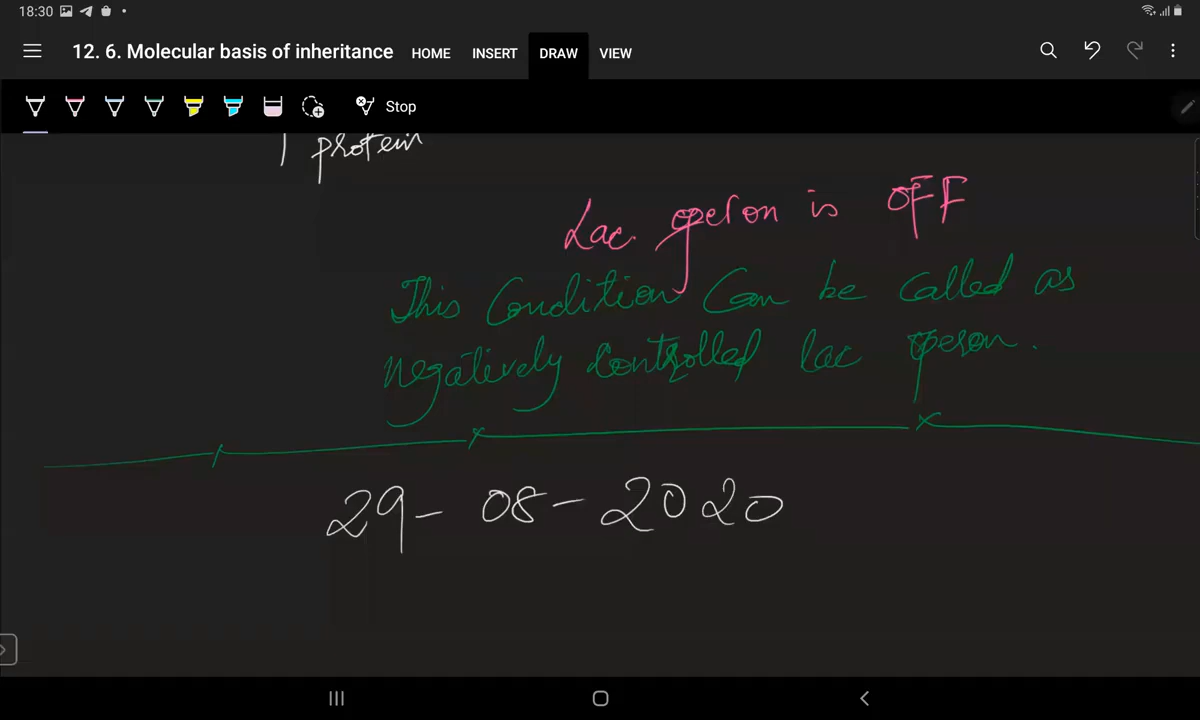 18:30
12. 6. Molecular basis of inheritance HOME INSERT DRAW VIEW
Stop
protein
Lac operon is OFF
This Condition Can be called as
negatively controlled lac operon.
29-08-2020